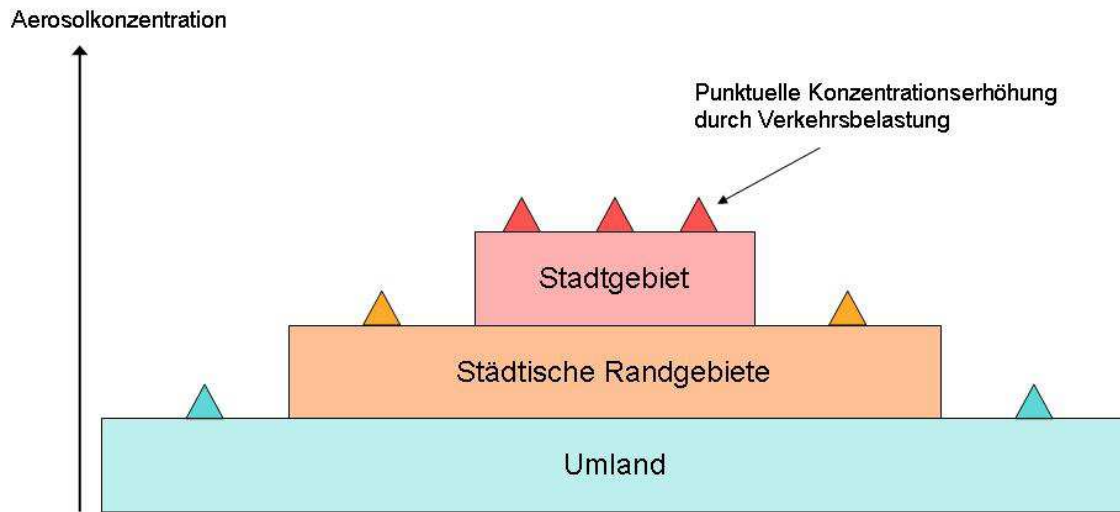 Aerosolkonzentration
Punktuelle Konzentrationserhöhung
durch Verkehrsbelastung
Stadtgebiet
Städtische Randgebiete
Umland